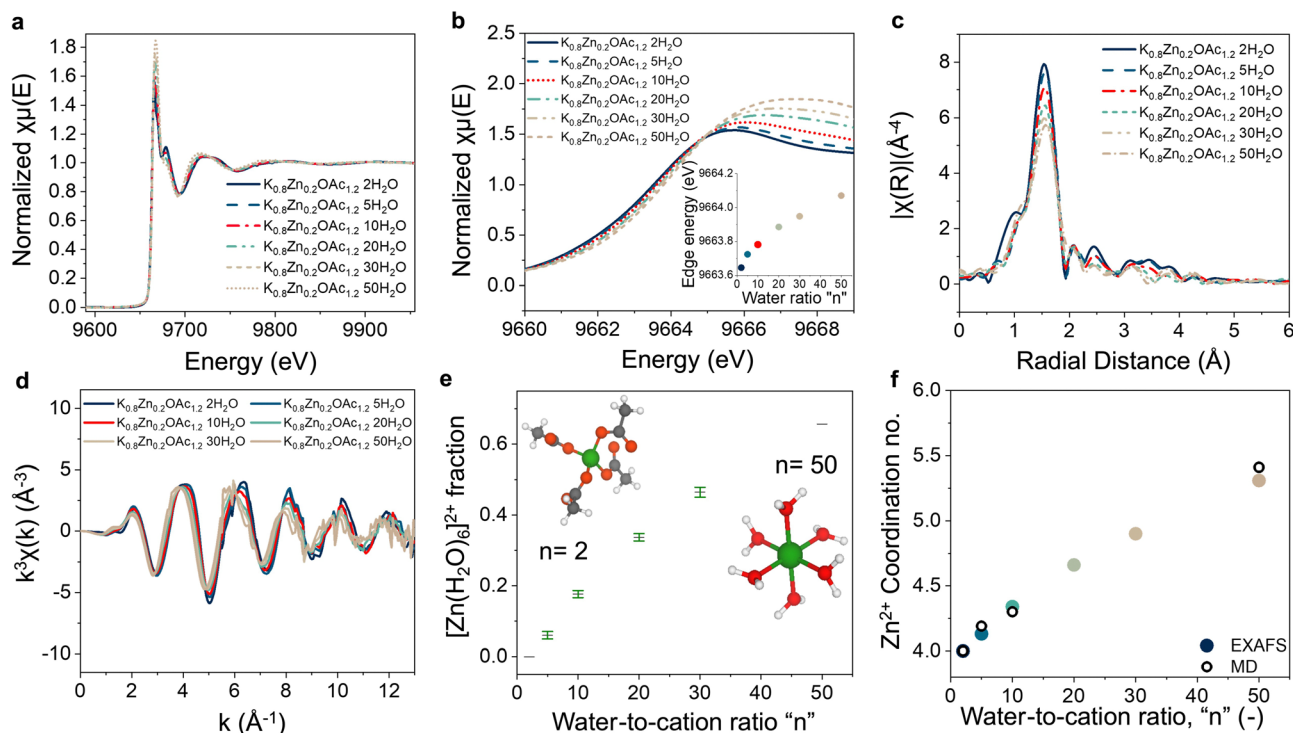 a
Normalized χμ(E)
1.8
1.6
1.4
1.2
1.0
0.8
0.6
0.4
0.2
0.0
K0.8Zn0.2OAc1.2 2H2O
K0.8Zn0.2OAc1.2 5H2O
K0.8Zn0.2OAc1.2 10H2O
K0.8Zn0.2OAc1.2 20H2O
K0.8Zn0.2OAc1.2 30H2O
K0.8Zn0.2OAc1.2 50H2O
9600 9700 9800 9900
Energy (eV)
b
Normalized χμ(E)
2.5
2.0
1.5
1.0
0.5
0.0
K0.8Zn0.2OAc1.2 2H2O
K0.8Zn0.2OAc1.2 5H2O
K0.8Zn0.2OAc1.2 10H2O
K0.8Zn0.2OAc1.2 20H2O
K0.8Zn0.2OAc1.2 30H2O
K0.8Zn0.2OAc1.2 50H2O
Edge energy (eV)
9664.2
9664.0
9663.8
9663.6
0 10 20 30 40 50
Water ratio "n"
9660 9662 9664 9666 9668
Energy (eV)
c
|χ(R)|(Å-4)
8
6
4
2
0
K0.8Zn0.2OAc1.2 2H2O
K0.8Zn0.2OAc1.2 5H2O
K0.8Zn0.2OAc1.2 10H2O
K0.8Zn0.2OAc1.2 20H2O
K0.8Zn0.2OAc1.2 30H2O
K0.8Zn0.2OAc1.2 50H2O
0 1 2 3 4 5 6
Radial Distance (Å)
d
k3χ(k) (Å-3)
10
5
0
-5
-10
K0.8Zn0.2OAc1.2 2H2O K0.8Zn0.2OAc1.2 5H2O
K0.8Zn0.2OAc1.2 10H2O K0.8Zn0.2OAc1.2 20H2O
K0.8Zn0.2OAc1.2 30H2O K0.8Zn0.2OAc1.2 50H2O
0 2 4 6 8 10 12
k (Å-1)
e
[Zn(H2O)6]2+ fraction
0.6
0.4
0.2
0.0
n= 2
n= 50
0 10 20 30 40 50
Water-to-cation ratio “n”
f
Zn2+ Coordination no.
6.0
5.5
5.0
4.5
4.0
EXAFS
MD
0 10 20 30 40 50
Water-to-cation ratio, “n” (-)